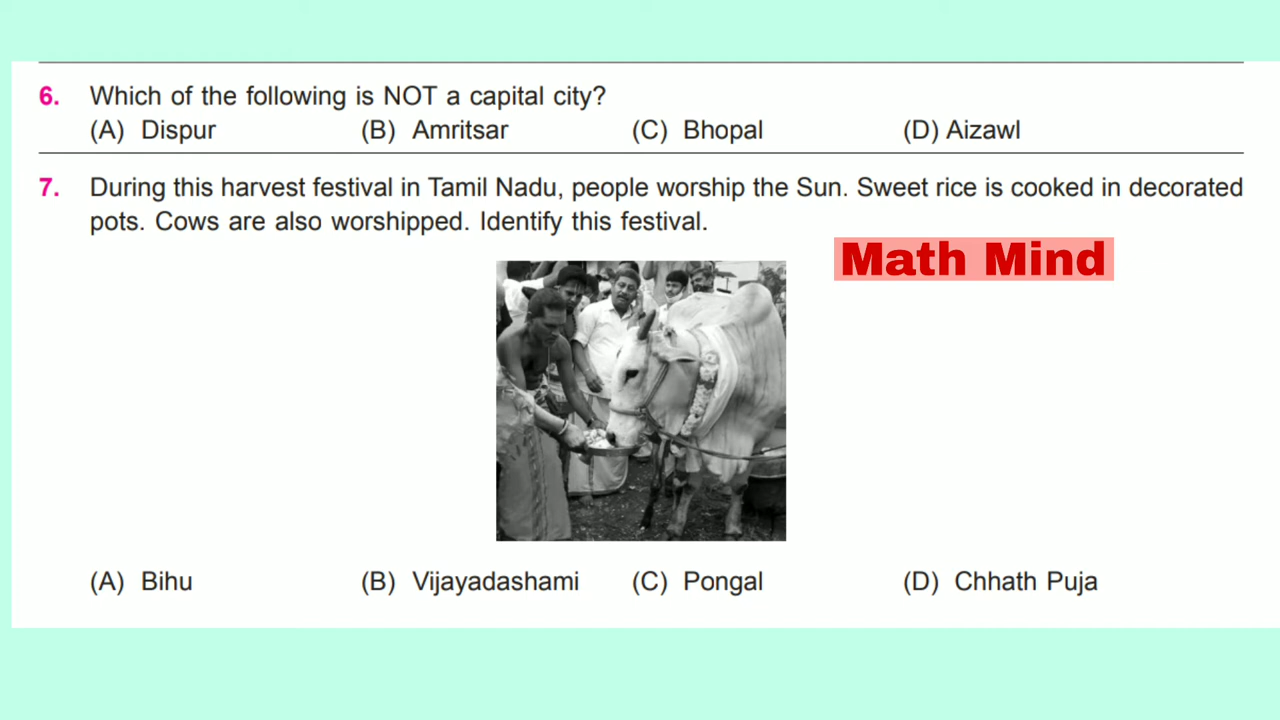 6. Which of the following is NOT a capital city?
(A) Dispur (B) Amritsar (C) Bhopal (D) Aizawl
7. During this harvest festival in Tamil Nadu, people worship the Sun. Sweet rice is cooked in decorated
pots. Cows are also worshipped. Identify this festival.
Math Mind
(A) Bihu (B) Vijayadashami (C) Pongal (D) Chhath Puja